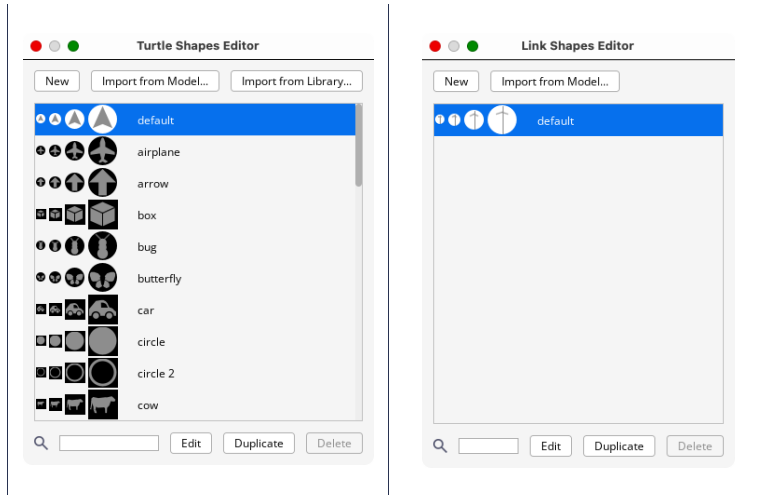 Turtle Shapes Editor
New
Import from Model...
Import from Library...
default
airplane
arrow
box
bug
butterfly
car
circle
circle 2
cow
Edit
Duplicate
Delete
Link Shapes Editor
New
Import from Model...
default
Edit
Duplicate
Delete